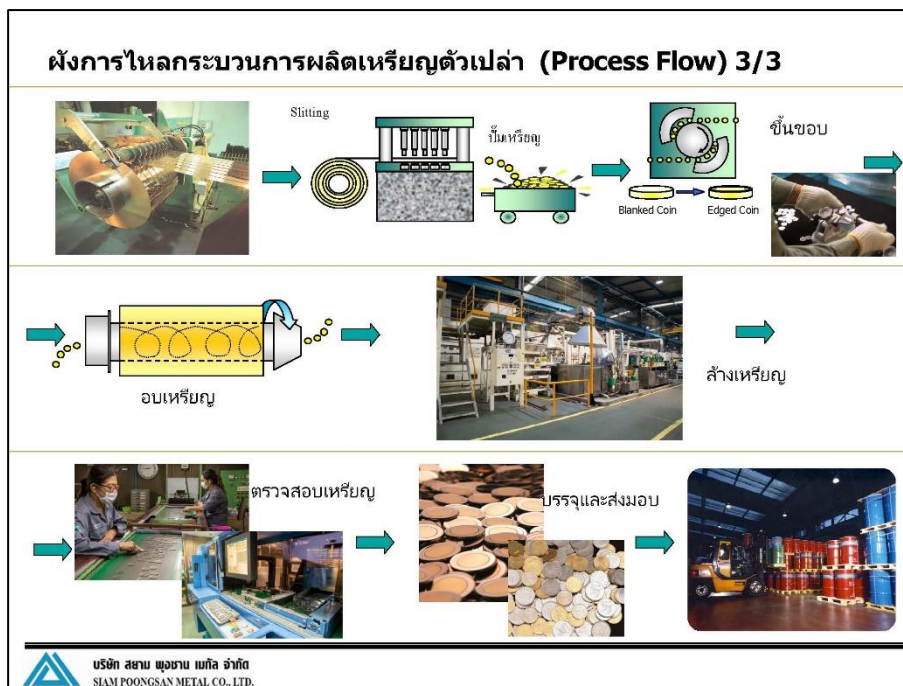 ผังการไหลกระบวนการผลิตเหรียญตัวเปล่า (Process Flow) 3/3
Slitting
ปั๊มเหรียญ
ขึ้นขอบ
Blanked Coin
Edged Coin
อบเหรียญ
ล้างเหรียญ
ตรวจสอบเหรียญ
บรรจุและส่งมอบ
บริษัท สยาม พุงซาน เมทัล จำกัด
SIAM POONGSAN METAL CO., LTD.